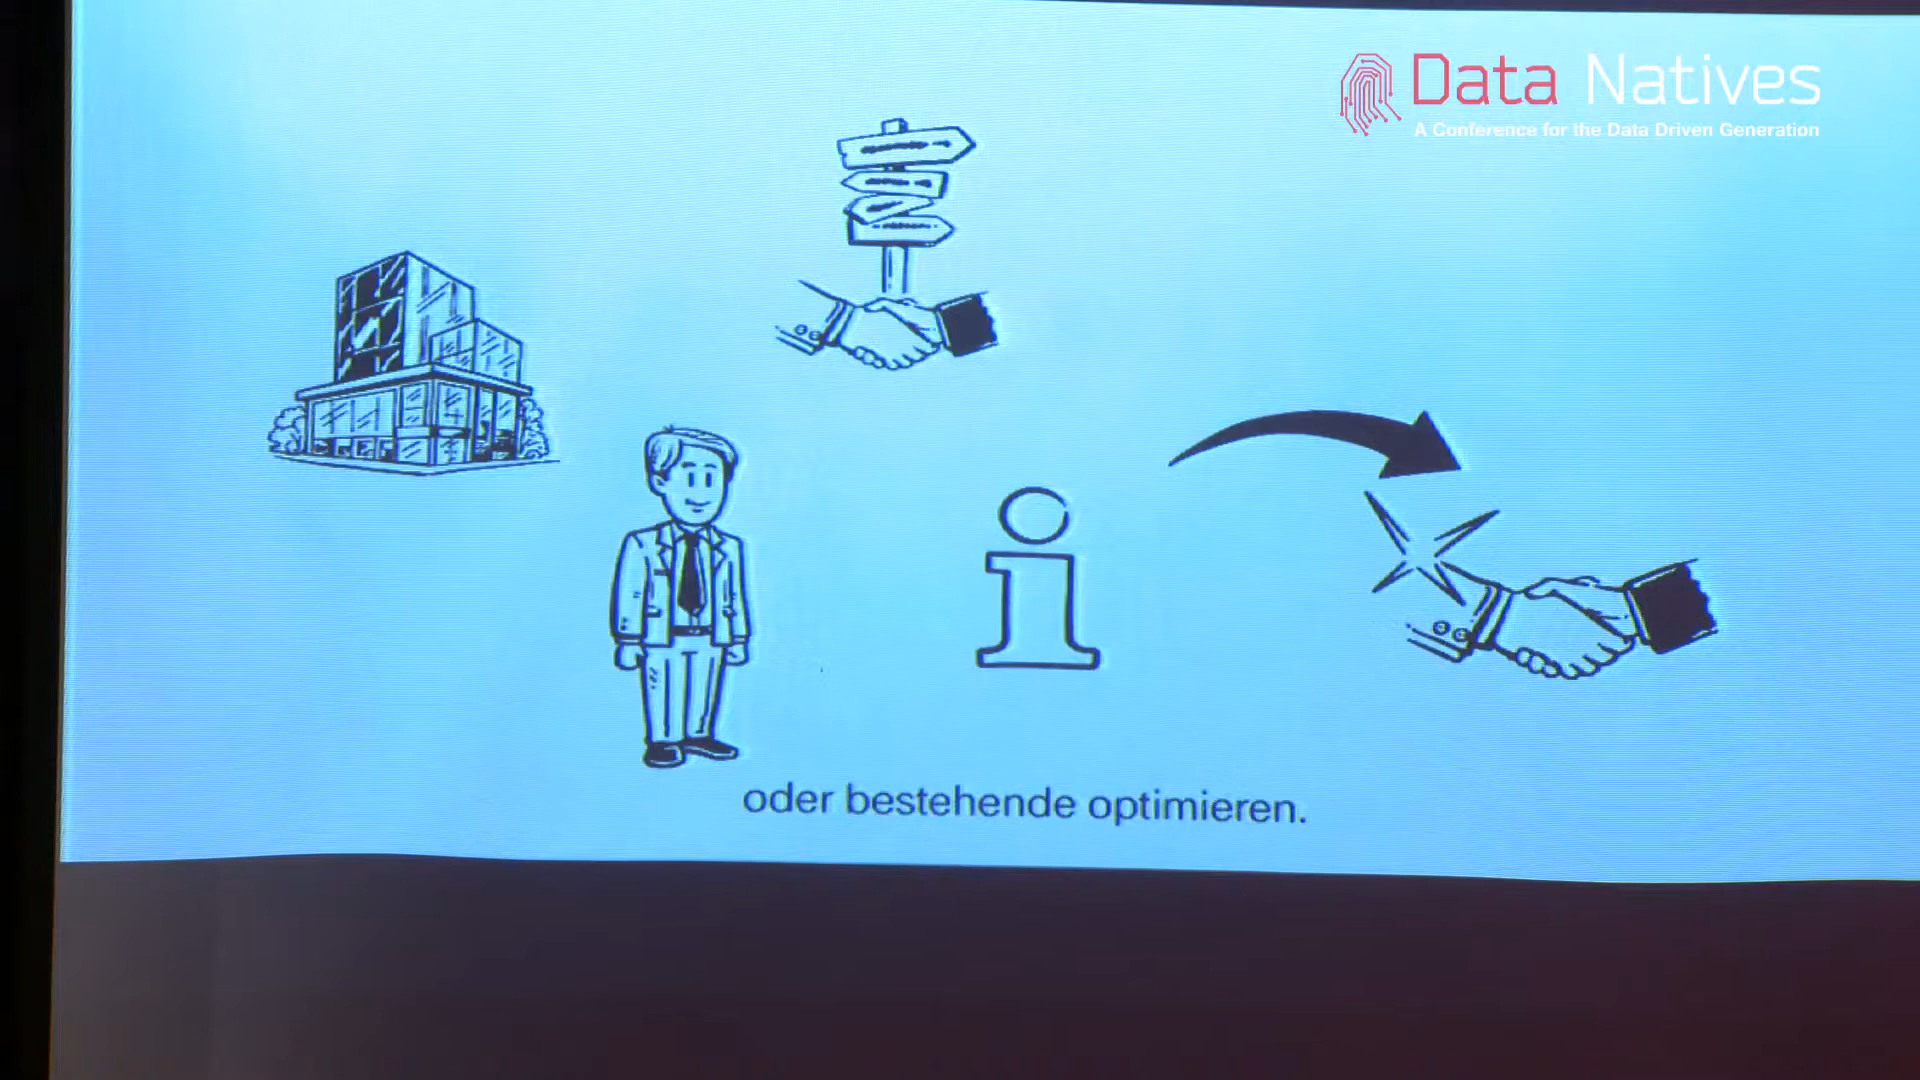 Data Natives
A Conference for the Data Driven Generation
oder bestehende optimieren.